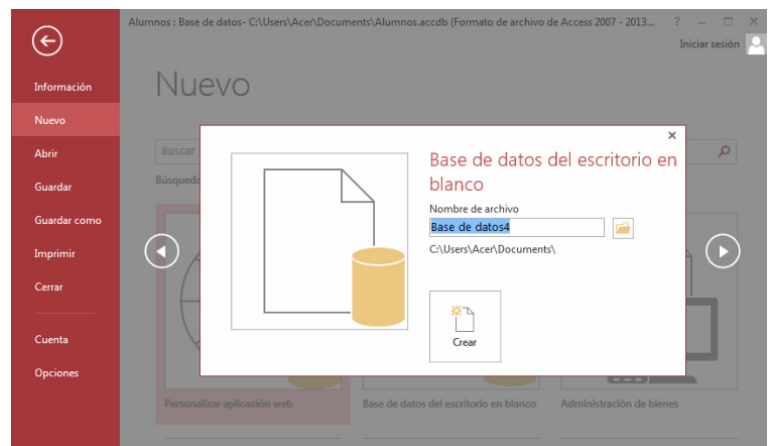 Alumnos : Base de datos- C:\Users\Acer\Documents\Alumnos.accdb (Formato de archivo de Access 2007 - 2013... ? – □ ×
Iniciar sesión
Información
Nuevo
Abrir
Guardar
Guardar como
Imprimir
Cerrar
Cuenta
Opciones
Nuevo
Buscar
Búsqueda
Base de datos del escritorio en
blanco
Nombre de archivo
Base de datos4
C:\Users\Acer\Documents\
Crear
Personalizar aplicación web
Base de datos del escritorio en blanco
Administración de bienes